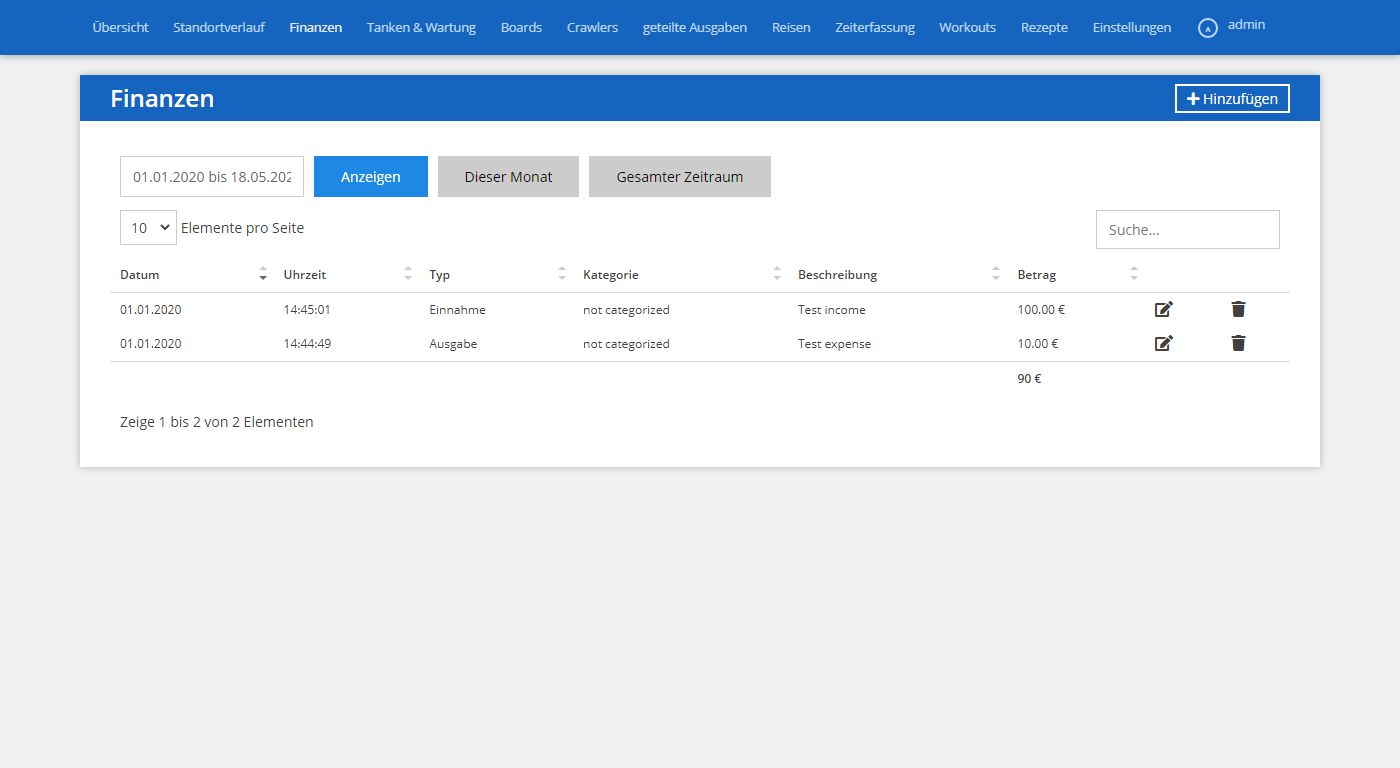 Übersicht Standortverlauf Finanzen Tanken & Wartung Boards Crawlers geteilte Ausgaben Reisen Zeiterfassung Workouts Rezepte Einstellungen A admin
Finanzen Hinzufügen
01.01.2020 bis 18.05.202 Anzeigen Dieser Monat Gesamter Zeitraum
10 Elemente pro Seite Suche...
Datum Uhrzeit Typ Kategorie Beschreibung Betrag
01.01.2020 14:45:01 Einnahme not categorized Test income 100.00 €
01.01.2020 14:44:49 Ausgabe not categorized Test expense 10.00 €
90 €
Zeige 1 bis 2 von 2 Elementen